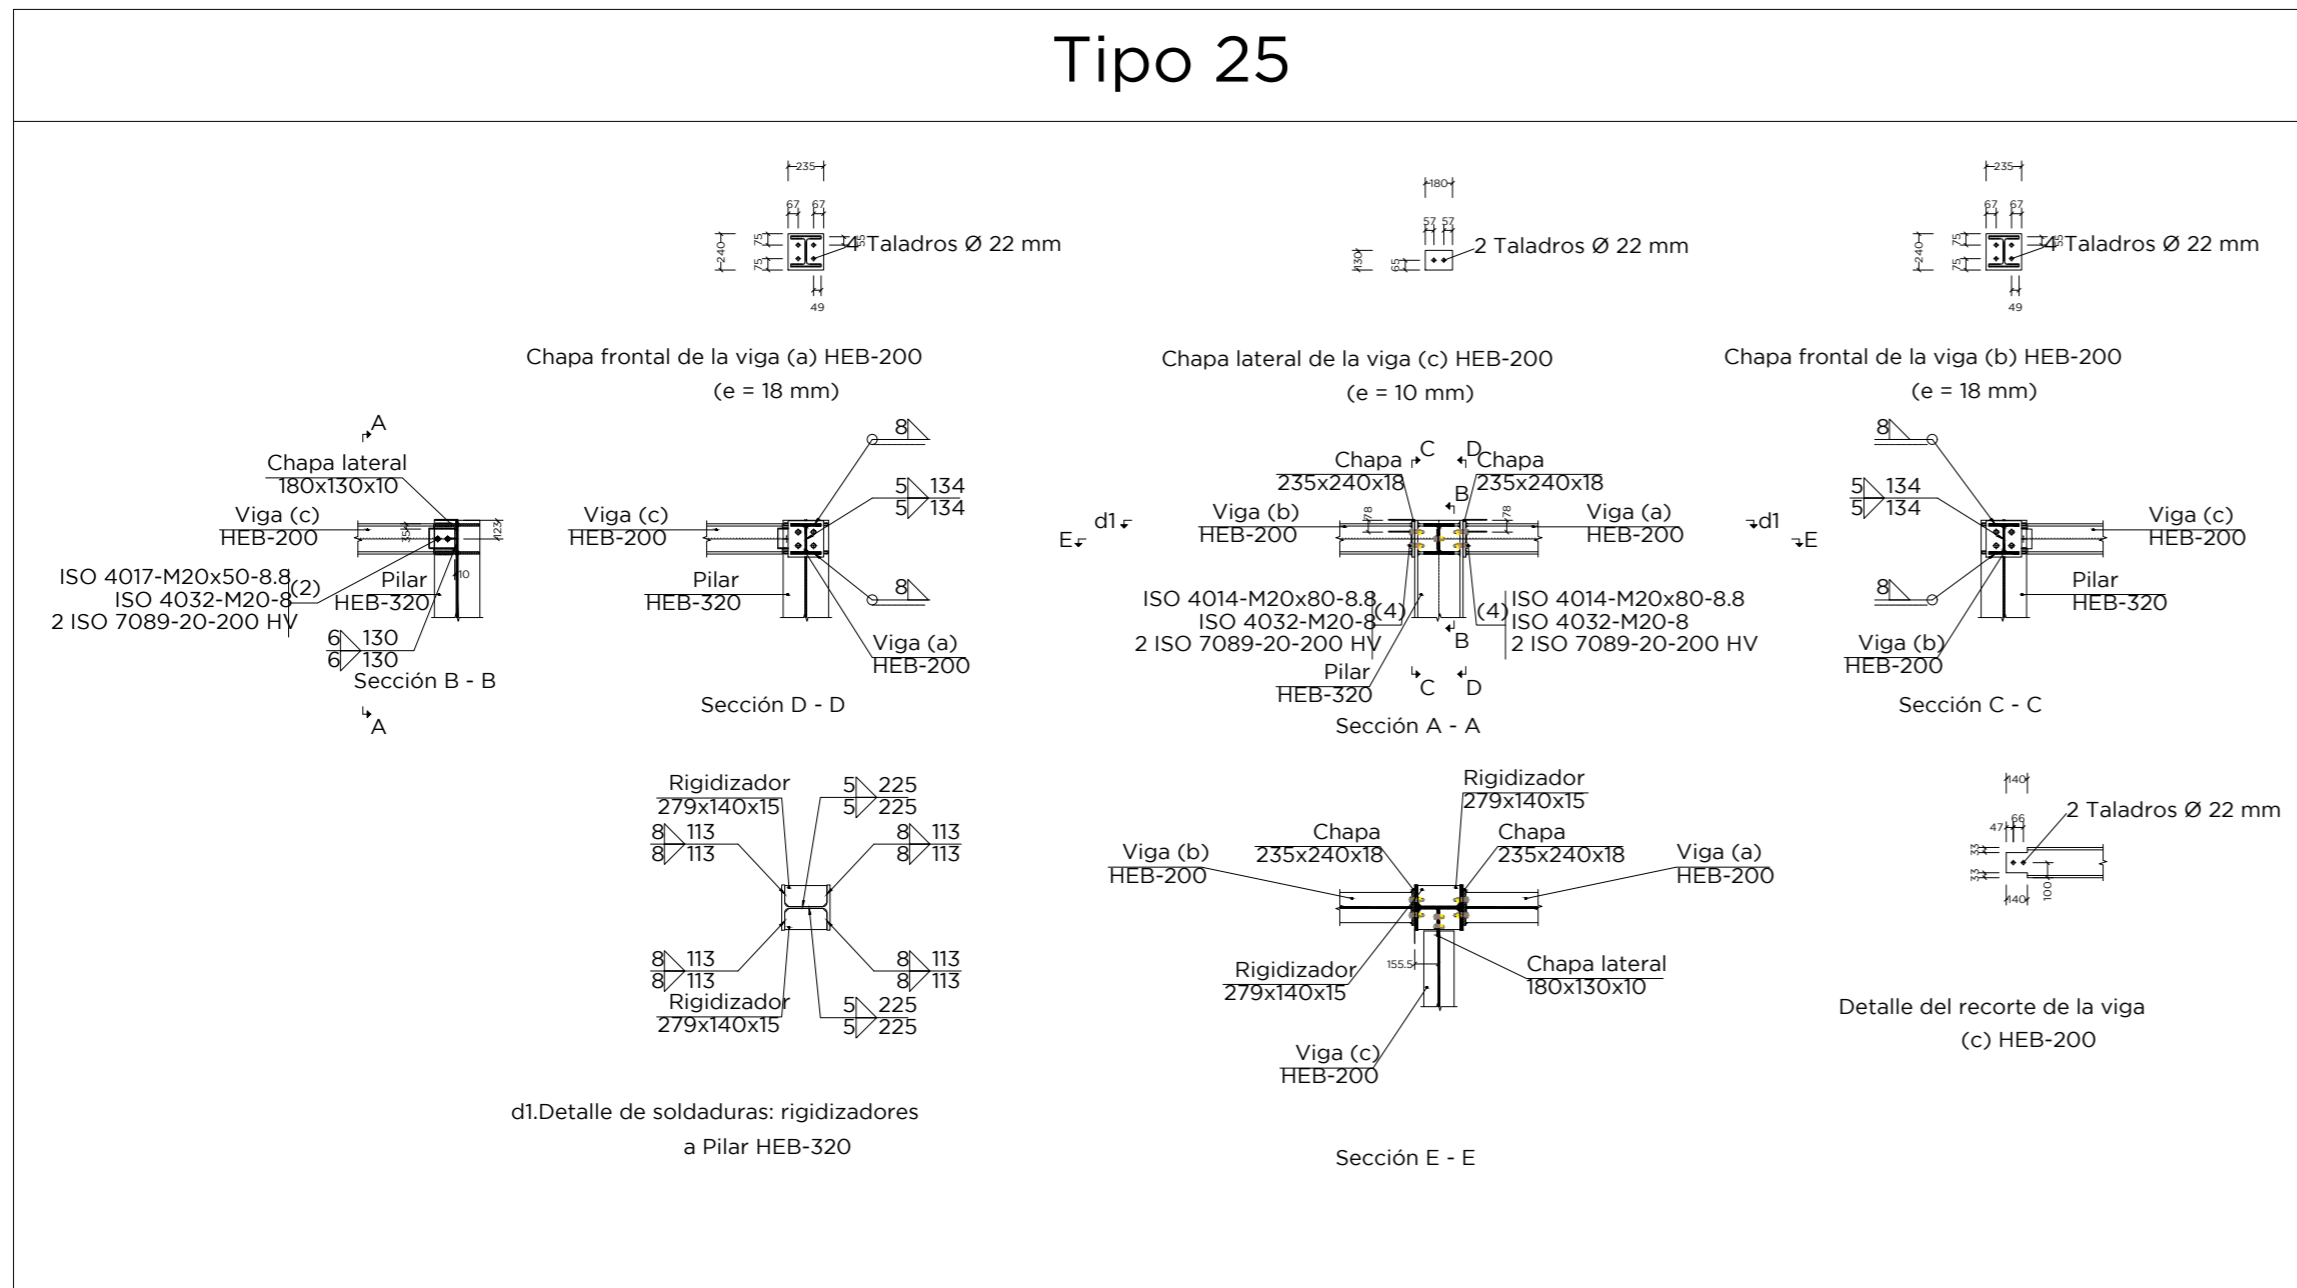 Tipo 25
235
67
67
75
75
240
55
4 Taladros Ø 22 mm
49
Chapa frontal de la viga (a) HEB-200
(e = 18 mm)
180
57
57
130
65
2 Taladros Ø 22 mm
Chapa lateral de la viga (c) HEB-200
(e = 10 mm)
235
67
67
75
75
240
55
4 Taladros Ø 22 mm
49
Chapa frontal de la viga (b) HEB-200
(e = 18 mm)
A
Chapa lateral
180x130x10
Viga (c)
HEB-200
35
123
10
ISO 4017-M20x50-8.8
ISO 4032-M20-8
2 ISO 7089-20-200 HV
(2)
Pilar
HEB-320
6 130
6 130
Sección B - B
A
8
5 134
5 134
Viga (c)
HEB-200
Pilar
HEB-320
8
Viga (a)
HEB-200
Sección D - D
C
D
Chapa
235x240x18
Chapa
235x240x18
B
d1
E
Viga (b)
HEB-200
78
78
Viga (a)
HEB-200
d1
E
ISO 4014-M20x80-8.8
ISO 4032-M20-8
2 ISO 7089-20-200 HV
(4)
(4)
ISO 4014-M20x80-8.8
ISO 4032-M20-8
2 ISO 7089-20-200 HV
B
Pilar
HEB-320
C
D
Sección A - A
8
5 134
5 134
Viga (c)
HEB-200
Pilar
HEB-320
8
Viga (b)
HEB-200
Sección C - C
Rigidizador
279x140x15
5 225
5 225
8 113
8 113
8 113
8 113
8 113
8 113
8 113
8 113
Rigidizador
279x140x15
5 225
5 225
d1.Detalle de soldaduras: rigidizadores
a Pilar HEB-320
Rigidizador
279x140x15
Chapa
235x240x18
Chapa
235x240x18
Viga (b)
HEB-200
Viga (a)
HEB-200
155.5
Rigidizador
279x140x15
Chapa lateral
180x130x10
Viga (c)
HEB-200
Sección E - E
140
2 Taladros Ø 22 mm
66
47
33
33
100
140
Detalle del recorte de la viga
(c) HEB-200